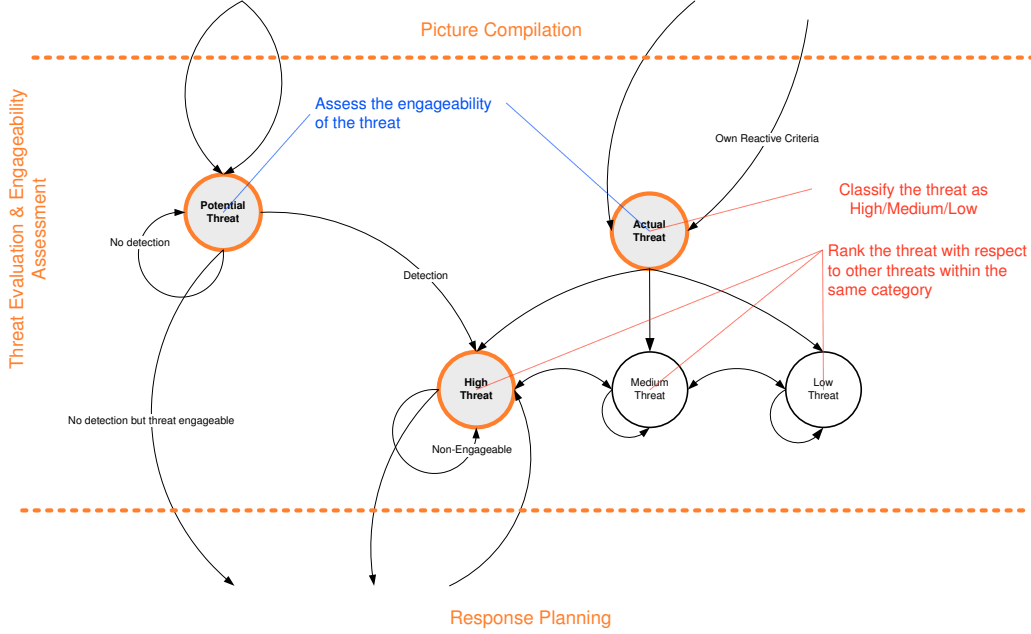 Picture Compilation
Threat Evaluation & Engageability
Assessment
Assess the engageability
of the threat
Own Reactive Criteria
Classify the threat as
High/Medium/Low
Potential
Threat
Actual
Threat
No detection
Rank the threat with respect
to other threats within the
same category
Detection
High
Threat
Medium
Threat
Low
Threat
No detection but threat engageable
Non-Engageable
Response Planning